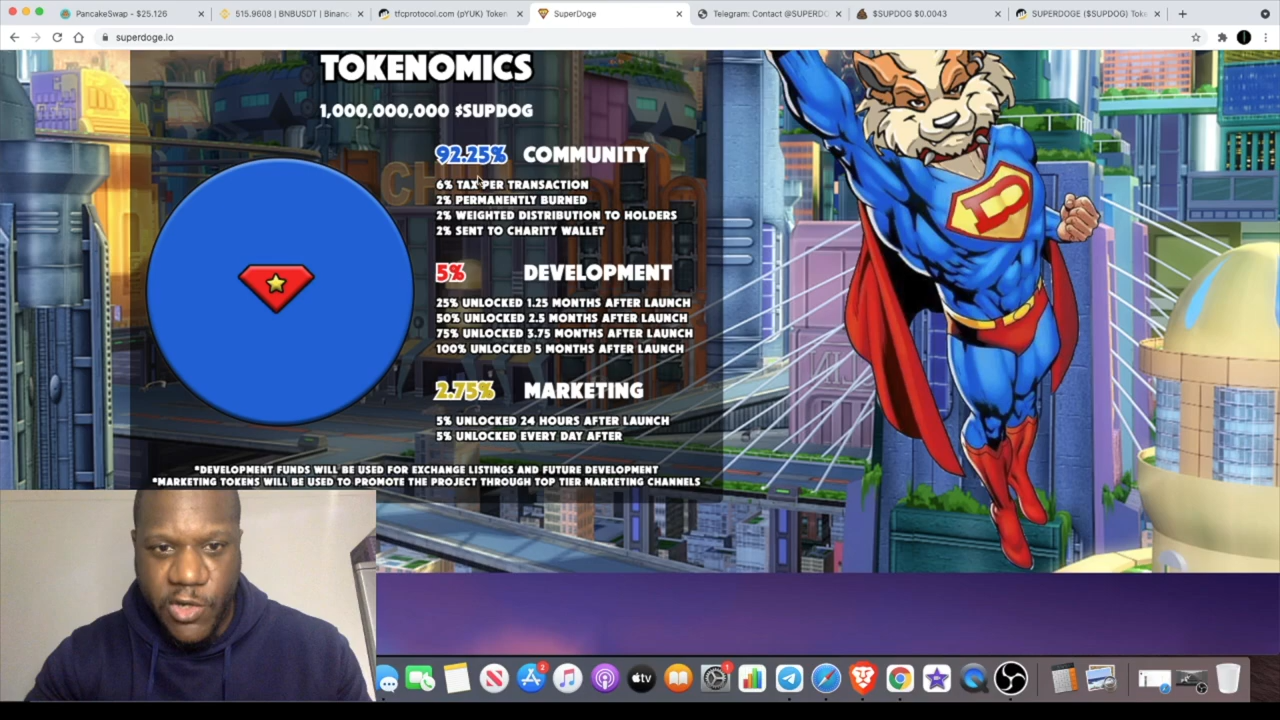 PancakeSwap - $25.126
515.9608 | BNBUSDT | Binanc
tfcprotocol.com (pYUK) Token
SuperDoge
Telegram: Contact @SUPERDO
$SUPDOG $0.0043
SUPERDOGE ($SUPDOG) Toke
superdoge.io
TOKENOMICS
1,000,000,000 $SUPDOG
92.25% COMMUNITY
6% TAX PER TRANSACTION
2% PERMANENTLY BURNED
2% WEIGHTED DISTRIBUTION TO HOLDERS
2% SENT TO CHARITY WALLET
5% DEVELOPMENT
25% UNLOCKED 1.25 MONTHS AFTER LAUNCH
50% UNLOCKED 2.5 MONTHS AFTER LAUNCH
75% UNLOCKED 3.75 MONTHS AFTER LAUNCH
100% UNLOCKED 5 MONTHS AFTER LAUNCH
2.75% MARKETING
5% UNLOCKED 24 HOURS AFTER LAUNCH
5% UNLOCKED EVERY DAY AFTER
*DEVELOPMENT FUNDS WILL BE USED FOR EXCHANGE LISTINGS AND FUTURE DEVELOPMENT
*MARKETING TOKENS WILL BE USED TO PROMOTE THE PROJECT THROUGH TOP TIER MARKETING CHANNELS
D
2
tv
1